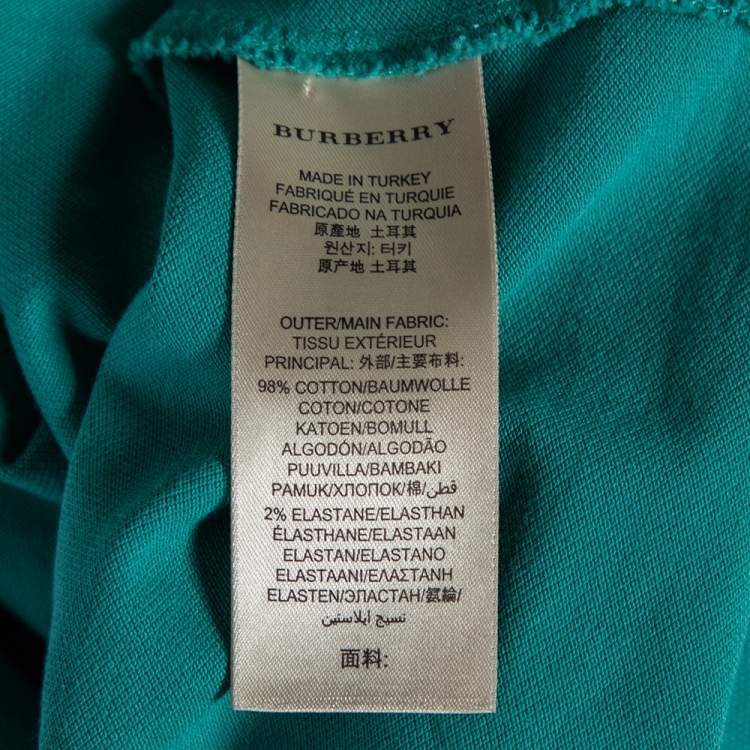 BURBERRY
MADE IN TURKEY
FABRIQUÉ EN TURQUIE
FABRICADO NA TURQUIA
原產地 土耳其
원산지: 터키
原产地 土耳其
OUTER/MAIN FABRIC:
TISSU EXTÉRIEUR
PRINCIPAL: 外部/主要布料:
98% COTTON/BAUMWOLLE
COTON/COTONE
KATOEN/BOMULL
ALGODÓN/ALGODÃO
PUUVILLA/BAMBAKI
PAMUK/ХЛОПОК/棉/قطن
2% ELASTANE/ELASTHAN
ÉLASTHANE/ELASTAAN
ELASTAN/ELASTANO
ELASTAANI/ΕΛΑΣΤΑΝΗ
ELASTEN/ЭЛАСТАН/氨綸/
نسيج أيلاستين
面料: